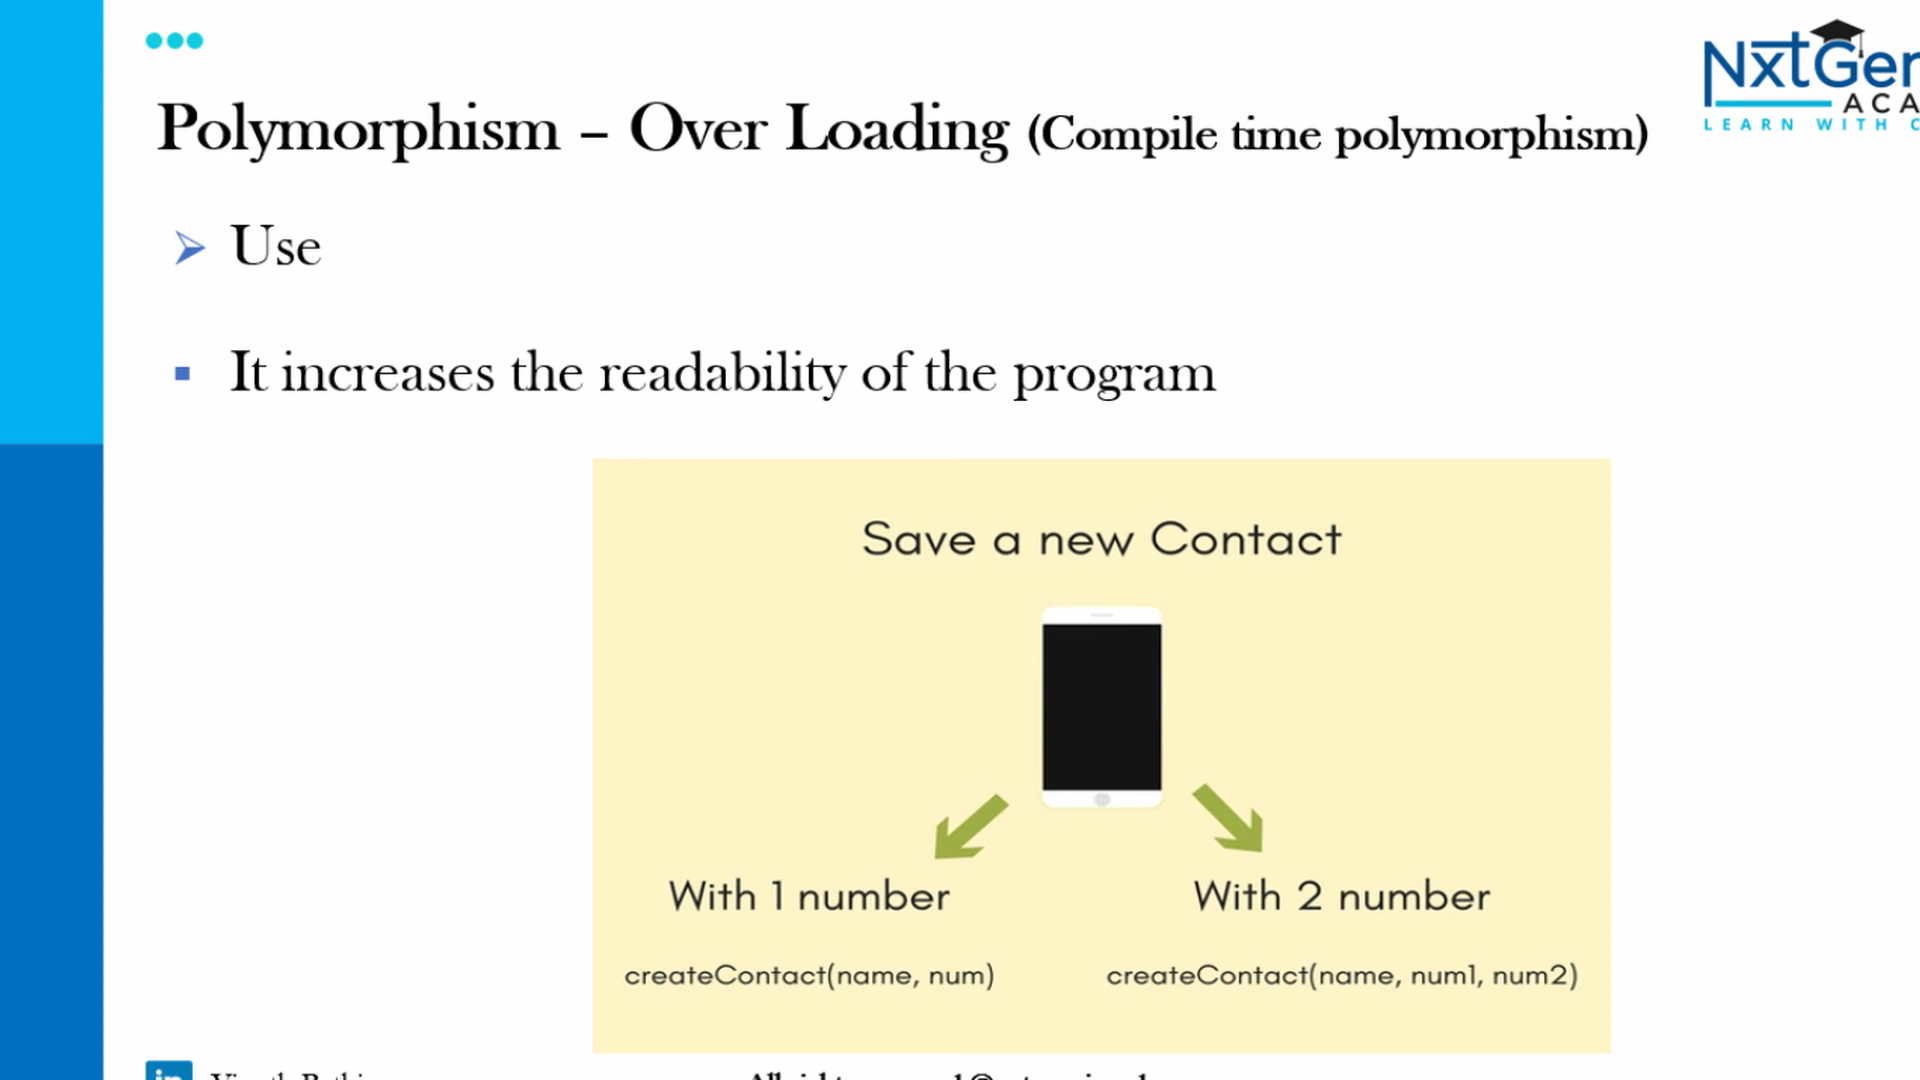 NxtGen
ACA
LEARN WITH C
Polymorphism – Over Loading (Compile time polymorphism)
Use
It increases the readability of the program
Save a new Contact
With 1 number
With 2 number
createContact(name, num)
createContact(name, num1, num2)
in